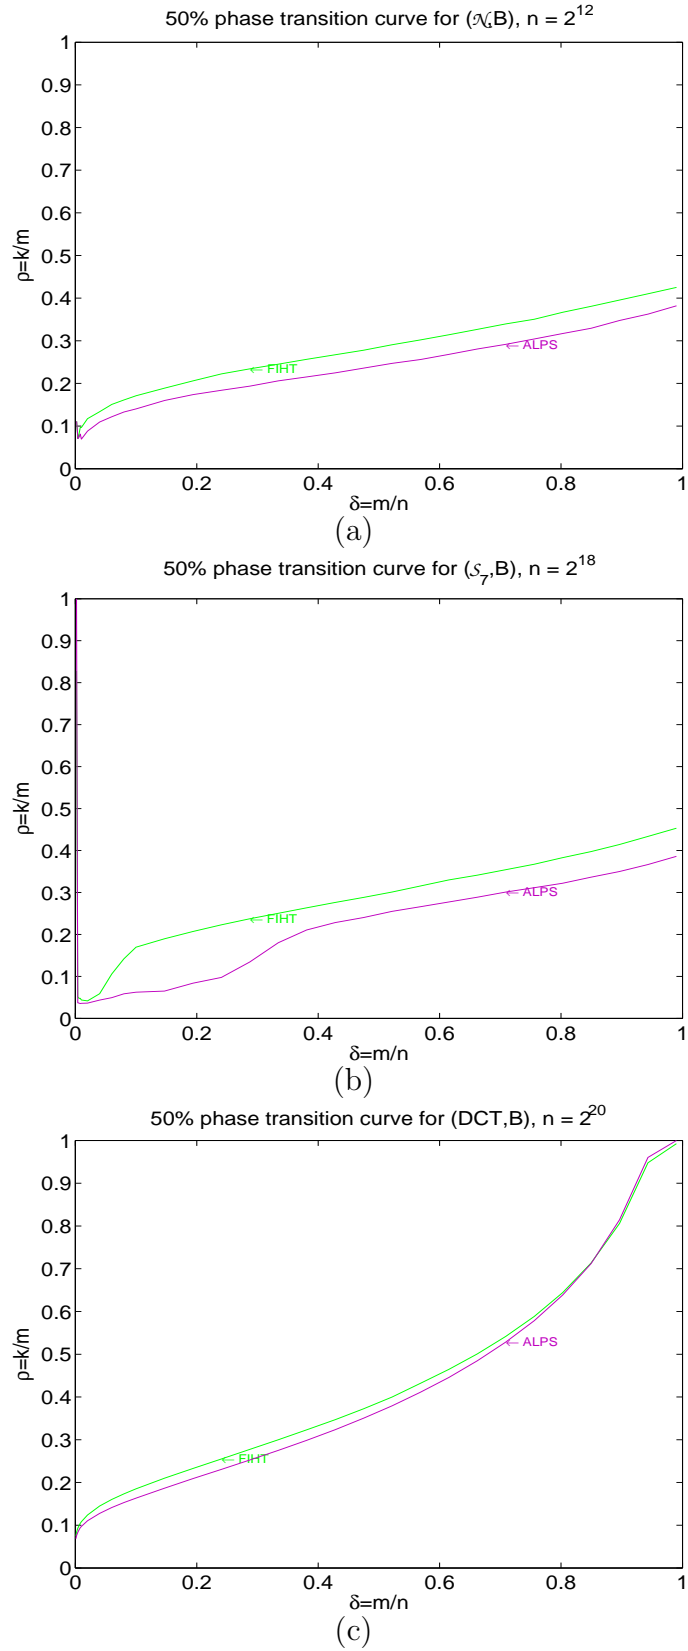 50% phase transition curve for (𝒩,B), n = 2^12
1
0.9
0.8
0.7
0.6
0.5
0.4
0.3
0.2
0.1
0
ρ=k/m
← FIHT
← ALPS
0 0.2 0.4 0.6 0.8 1
δ=m/n
(a)
50% phase transition curve for (𝒮_7,B), n = 2^18
1
0.9
0.8
0.7
0.6
0.5
0.4
0.3
0.2
0.1
0
ρ=k/m
← ALPS
← FIHT
0 0.2 0.4 0.6 0.8 1
δ=m/n
(b)
50% phase transition curve for (DCT,B), n = 2^20
1
0.9
0.8
0.7
0.6
0.5
0.4
0.3
0.2
0.1
0
ρ=k/m
← ALPS
← FIHT
0 0.2 0.4 0.6 0.8 1
δ=m/n
(c)